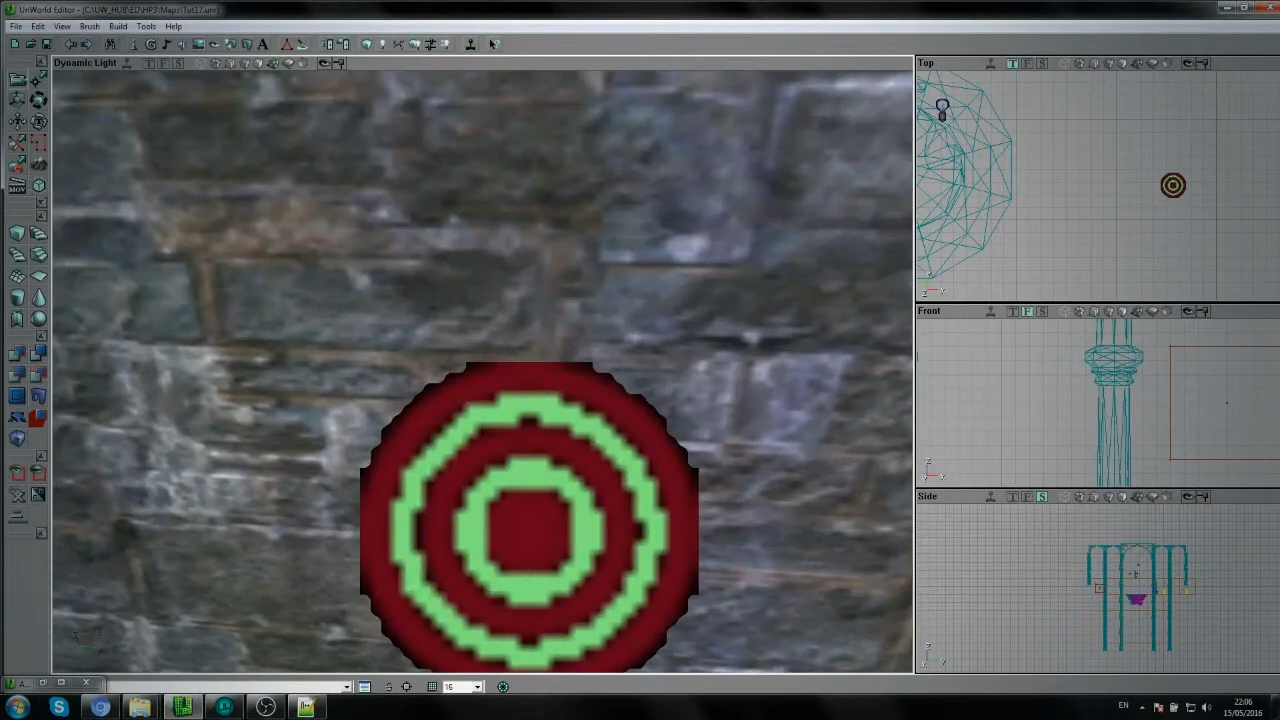 UnWorld Editor - [C:\UW_HUB\ED\HP3\Maps\Tut17.unr]
File Edit View Brush Build Tools Help
Dynamic Light
T F S
Top
T F S
Front
T F S
Side
T F S
MOV
16
EN
22:06
15/05/2016